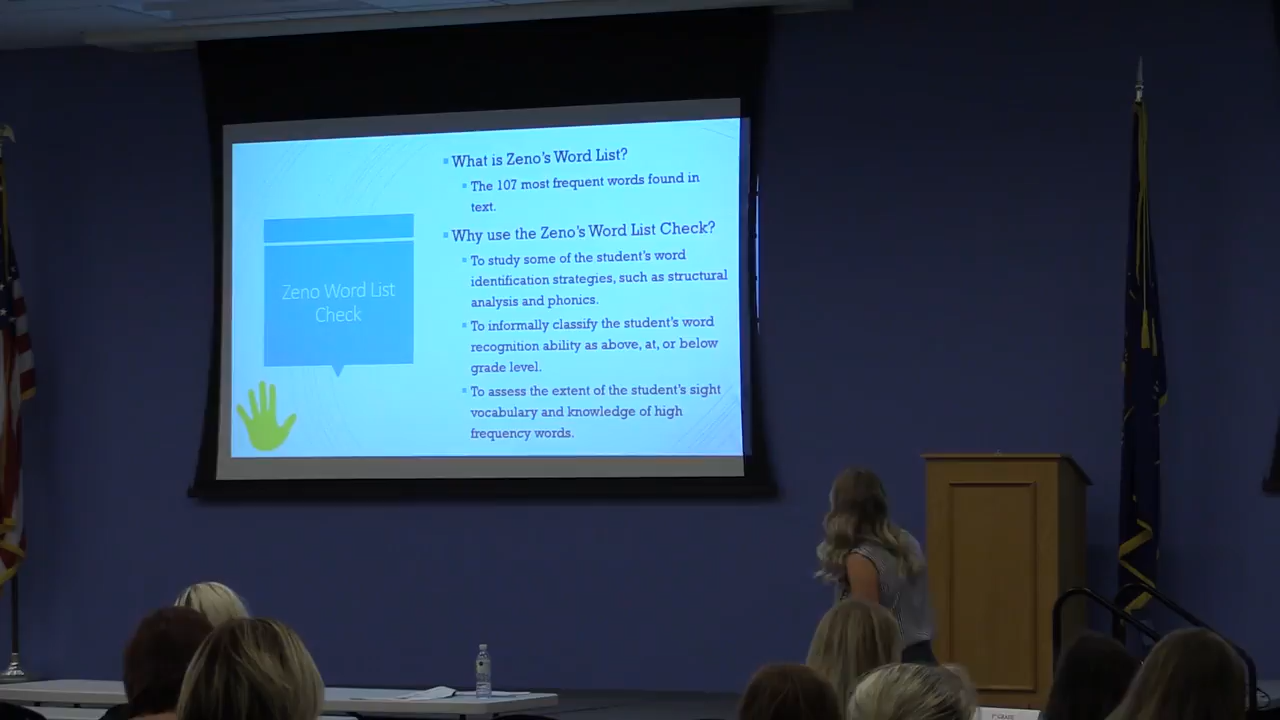 Zeno Word List
Check
What is Zeno's Word List?
The 107 most frequent words found in
text.
Why use the Zeno's Word List Check?
To study some of the student's word
identification strategies, such as structural
analysis and phonics.
To informally classify the student's word
recognition ability as above, at, or below
grade level.
To assess the extent of the student's sight
vocabulary and knowledge of high
frequency words.